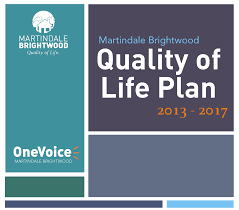 MARTINDALE
BRIGHTWOOD
Quality of Life
Martindale Brightwood
Quality of
Life Plan
2013 - 2017
OneVoice
MARTINDALE BRIGHTWOOD